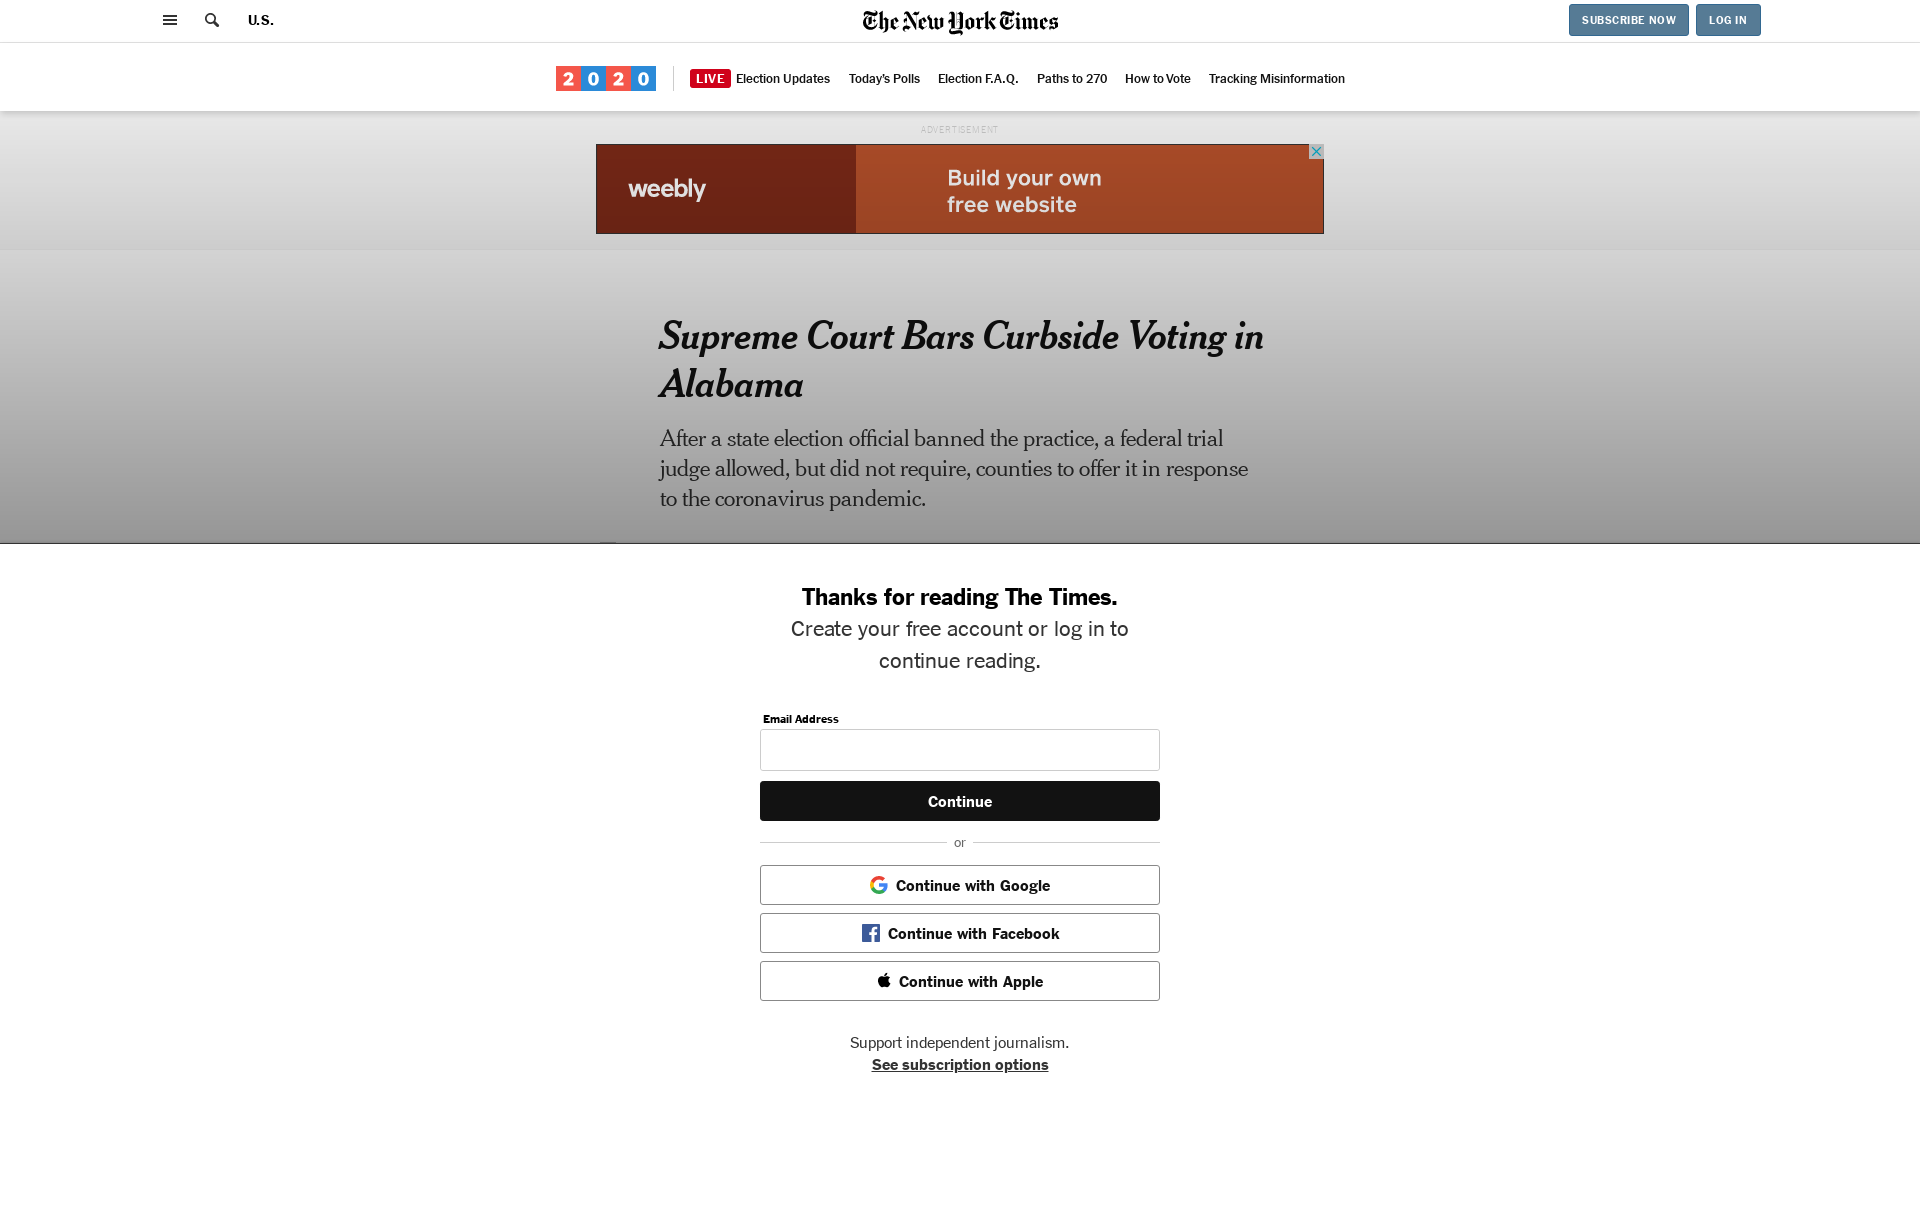 U.S.
The New York Times
SUBSCRIBE NOW
LOG IN
2020
LIVE Election Updates
Today's Polls
Election F.A.Q.
Paths to 270
How to Vote
Tracking Misinformation
ADVERTISEMENT
weebly
Build your own
free website
Supreme Court Bars Curbside Voting in
Alabama
After a state election official banned the practice, a federal trial
judge allowed, but did not require, counties to offer it in response
to the coronavirus pandemic.
Thanks for reading The Times.
Create your free account or log in to
continue reading.
Email Address
Continue
or
Continue with Google
Continue with Facebook
Continue with Apple
Support independent journalism.
See subscription options